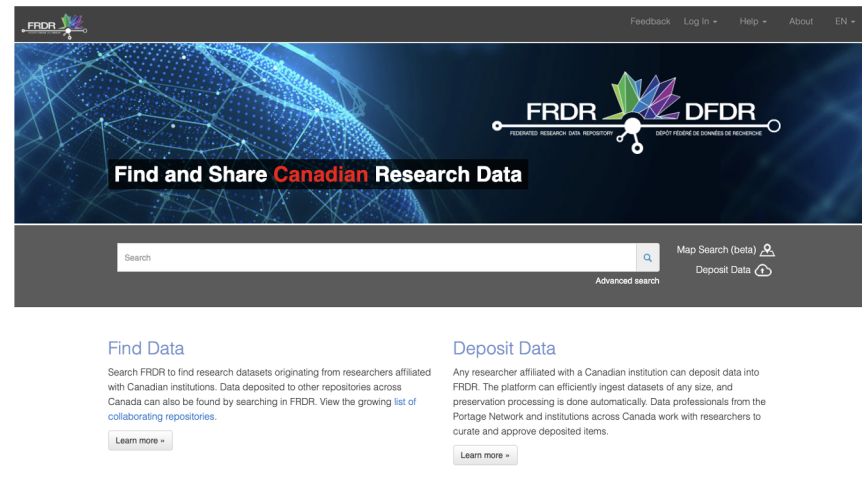 FRDR
Feedback Log In Help About EN
FRDR DFDR
FEDERATED RESEARCH DATA REPOSITORY DÉPÔT FÉDÉRÉ DE DONNÉES DE RECHERCHE
Find and Share Canadian Research Data
Search
Map Search (beta)
Deposit Data
Advanced search
Find Data
Search FRDR to find research datasets originating from researchers affiliated
with Canadian institutions. Data deposited to other repositories across
Canada can also be found by searching in FRDR. View the growing list of
collaborating repositories.
Learn more »
Deposit Data
Any researcher affiliated with a Canadian institution can deposit data into
FRDR. The platform can efficiently ingest datasets of any size, and
preservation processing is done automatically. Data professionals from the
Portage Network and institutions across Canada work with researchers to
curate and approve deposited items.
Learn more »